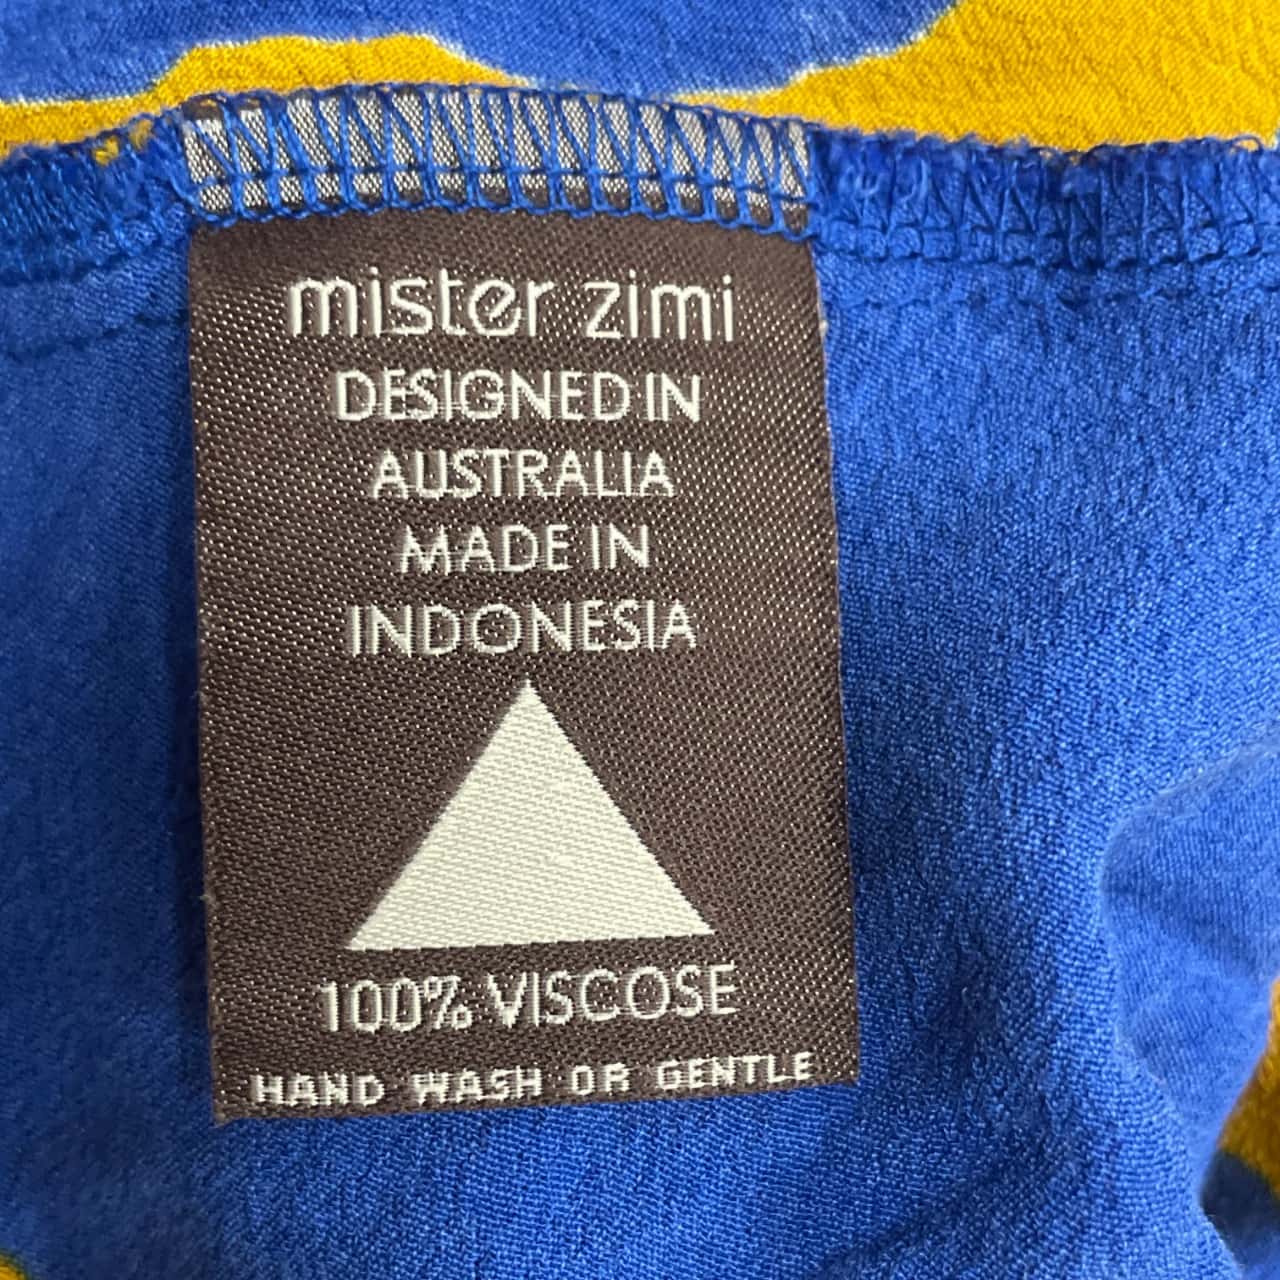 mister zimi
DESIGNED IN
AUSTRALIA
MADE IN
INDONESIA
100% VISCOSE
HAND WASH OR GENTLE